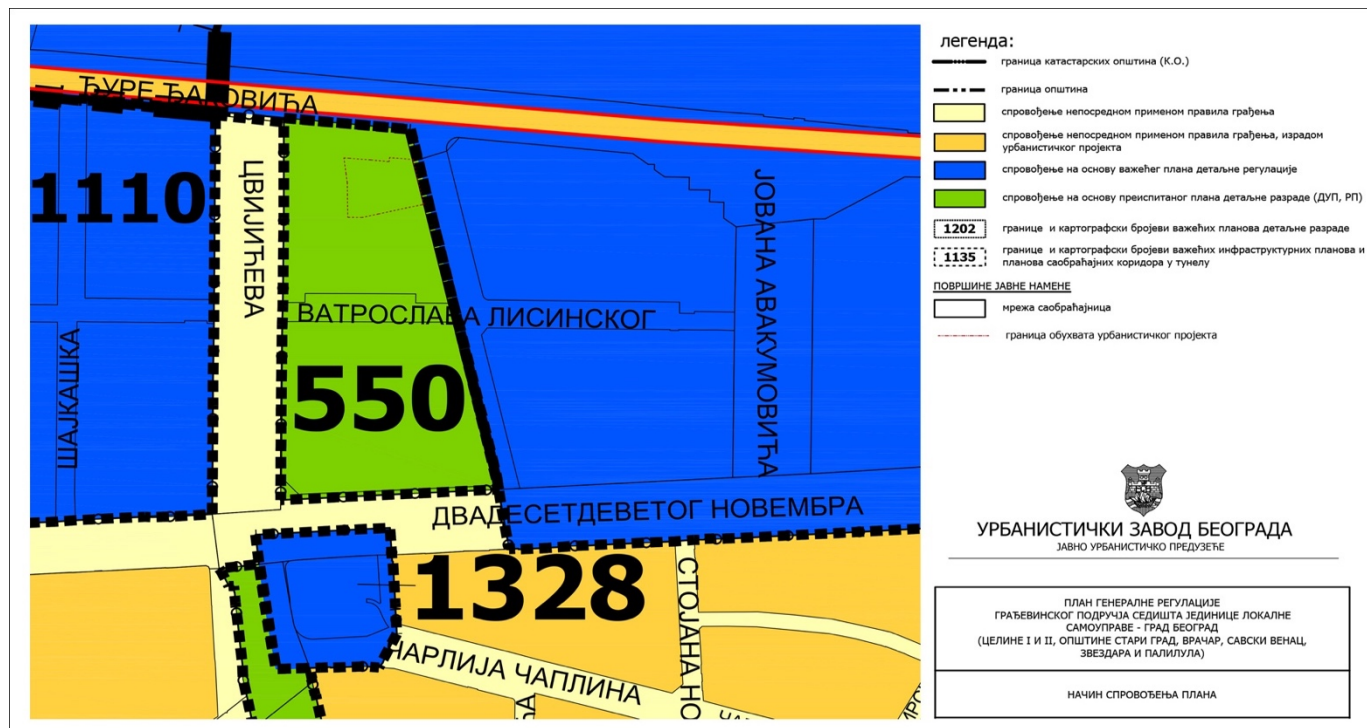 ЂУРЕ ЂАКОВИЋА
1110
ЦВИЈИЋЕВА
ЈОВАНА АВАКУМОВИЋА
ВАТРОСЛАВА ЛИСИНСКОГ
ШАЈКАШКА
550
ДВАДЕСЕТДЕВЕТОГ НОВЕМБРА
1328
СТОЈАНА НО
ЧАРЛИЈА ЧАПЛИНА
легенда:
граница катастарских општина (К.О.)
граница општина
спровођење непосредном применом правила грађења
спровођење непосредном применом правила грађења, израдом
урбанистичког пројекта
спровођење на основу важећег плана детаљне регулације
спровођење на основу преиспитаног плана детаљне разраде (ДУП, РП)
1202 границе и картографски бројеви важећих планова детаљне разраде
1135 границе и картографски бројеви важећих инфраструктурних планова и
планова саобраћајних коридора у тунелу
ПОВРШИНЕ ЈАВНЕ НАМЕНЕ
мрежа саобраћајница
граница обухвата урбанистичког пројекта
УРБАНИСТИЧКИ ЗАВОД БЕОГРАДА
ЈАВНО УРБАНИСТИЧКО ПРЕДУЗЕЋЕ
ПЛАН ГЕНЕРАЛНЕ РЕГУЛАЦИЈЕ
ГРАЂЕВИНСКОГ ПОДРУЧЈА СЕДИШТА ЈЕДИНИЦЕ ЛОКАЛНЕ
САМОУПРАВЕ - ГРАД БЕОГРАД
(ЦЕЛИНЕ I И II, ОПШТИНЕ СТАРИ ГРАД, ВРАЧАР, САВСКИ ВЕНАЦ,
ЗВЕЗДАРА И ПАЛИЛУЛА)
НАЧИН СПРОВОЂЕЊА ПЛАНА